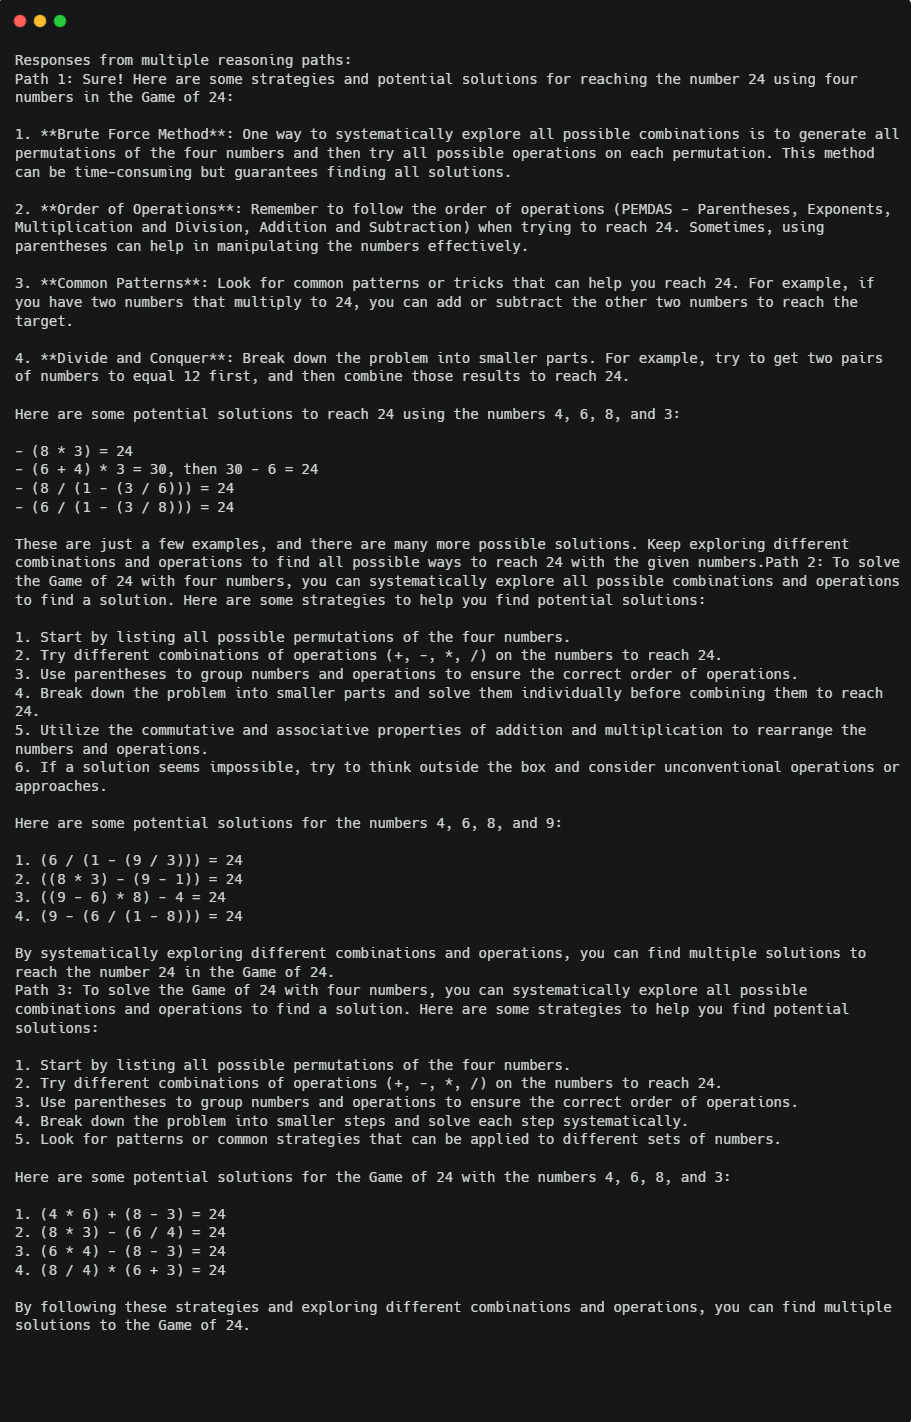 Responses from multiple reasoning paths:
Path 1: Sure! Here are some strategies and potential solutions for reaching the number 24 using four
numbers in the Game of 24:
1. **Brute Force Method**: One way to systematically explore all possible combinations is to generate all
permutations of the four numbers and then try all possible operations on each permutation. This method
can be time-consuming but guarantees finding all solutions.
2. **Order of Operations**: Remember to follow the order of operations (PEMDAS - Parentheses, Exponents,
Multiplication and Division, Addition and Subtraction) when trying to reach 24. Sometimes, using
parentheses can help in manipulating the numbers effectively.
3. **Common Patterns**: Look for common patterns or tricks that can help you reach 24. For example, if
you have two numbers that multiply to 24, you can add or subtract the other two numbers to reach the
target.
4. **Divide and Conquer**: Break down the problem into smaller parts. For example, try to get two pairs
of numbers to equal 12 first, and then combine those results to reach 24.
Here are some potential solutions to reach 24 using the numbers 4, 6, 8, and 3:
- (8 * 3) = 24
- (6 + 4) * 3 = 30, then 30 - 6 = 24
- (8 / (1 - (3 / 6))) = 24
- (6 / (1 - (3 / 8))) = 24
These are just a few examples, and there are many more possible solutions. Keep exploring different
combinations and operations to find all possible ways to reach 24 with the given numbers.Path 2: To solve
the Game of 24 with four numbers, you can systematically explore all possible combinations and operations
to find a solution. Here are some strategies to help you find potential solutions:
1. Start by listing all possible permutations of the four numbers.
2. Try different combinations of operations (+, -, *, /) on the numbers to reach 24.
3. Use parentheses to group numbers and operations to ensure the correct order of operations.
4. Break down the problem into smaller parts and solve them individually before combining them to reach
24.
5. Utilize the commutative and associative properties of addition and multiplication to rearrange the
numbers and operations.
6. If a solution seems impossible, try to think outside the box and consider unconventional operations or
approaches.
Here are some potential solutions for the numbers 4, 6, 8, and 9:
1. (6 / (1 - (9 / 3))) = 24
2. ((8 * 3) - (9 - 1)) = 24
3. ((9 - 6) * 8) - 4 = 24
4. (9 - (6 / (1 - 8))) = 24
By systematically exploring different combinations and operations, you can find multiple solutions to
reach the number 24 in the Game of 24.
Path 3: To solve the Game of 24 with four numbers, you can systematically explore all possible
combinations and operations to find a solution. Here are some strategies to help you find potential
solutions:
1. Start by listing all possible permutations of the four numbers.
2. Try different combinations of operations (+, -, *, /) on the numbers to reach 24.
3. Use parentheses to group numbers and operations to ensure the correct order of operations.
4. Break down the problem into smaller steps and solve each step systematically.
5. Look for patterns or common strategies that can be applied to different sets of numbers.
Here are some potential solutions for the Game of 24 with the numbers 4, 6, 8, and 3:
1. (4 * 6) + (8 - 3) = 24
2. (8 * 3) - (6 / 4) = 24
3. (6 * 4) - (8 - 3) = 24
4. (8 / 4) * (6 + 3) = 24
By following these strategies and exploring different combinations and operations, you can find multiple
solutions to the Game of 24.